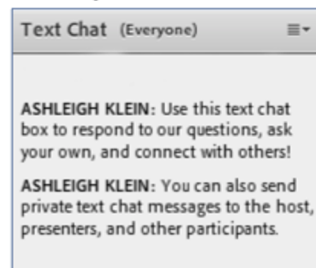 Text Chat (Everyone)
ASHLEIGH KLEIN: Use this text chat
box to respond to our questions, ask
your own, and connect with others!
ASHLEIGH KLEIN: You can also send
private text chat messages to the host,
presenters, and other participants.